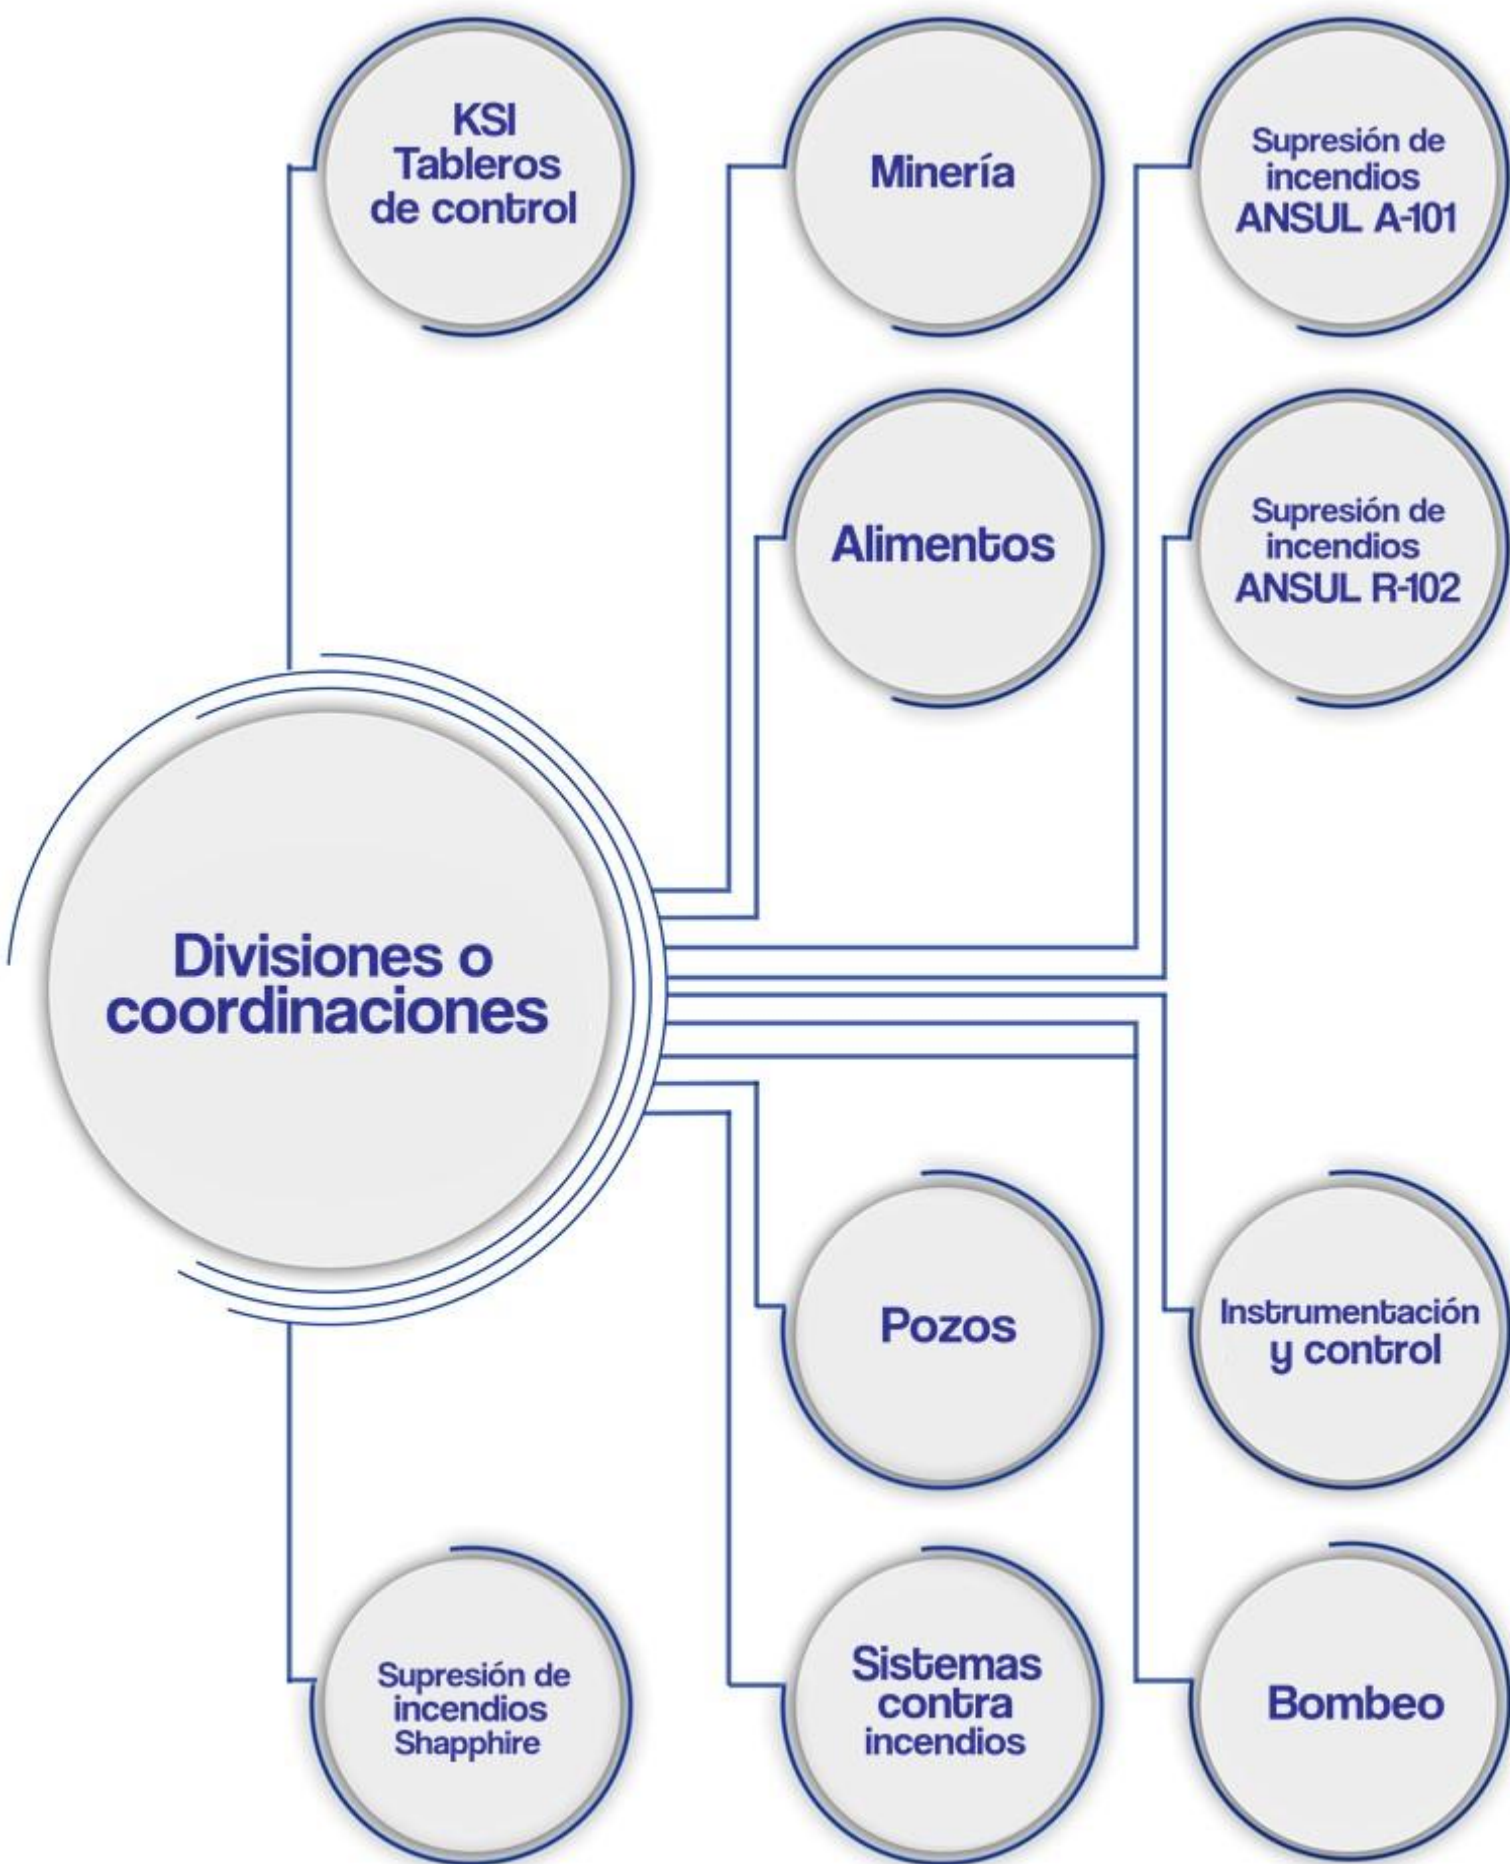 KSI
Tableros
de control
Minería
Supresión de
incendios
ANSUL A-101
Alimentos
Supresión de
incendios
ANSUL R-102
Divisiones o
coordinaciones
Pozos
Instrumentación
y control
Supresión de
incendios
Shapphire
Sistemas
contra
incendios
Bombeo